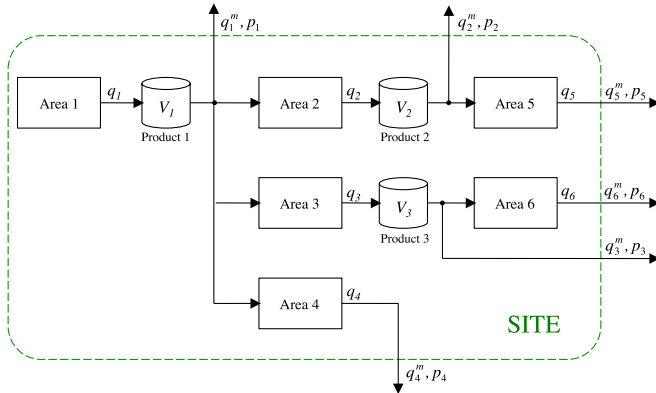 q₁ᵐ, p₁
q₂ᵐ, p₂
Area 1
q₁
V₁
Product 1
Area 2
q₂
V₂
Product 2
Area 5
q₅
q₅ᵐ, p₅
Area 3
q₃
V₃
Product 3
Area 6
q₆
q₆ᵐ, p₆
q₃ᵐ, p₃
Area 4
q₄
SITE
q₄ᵐ, p₄